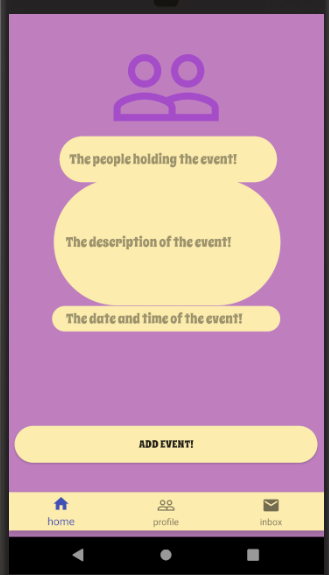 The people holding the event!
The description of the event!
The date and time of the event!
ADD EVENT!
home
profile
inbox